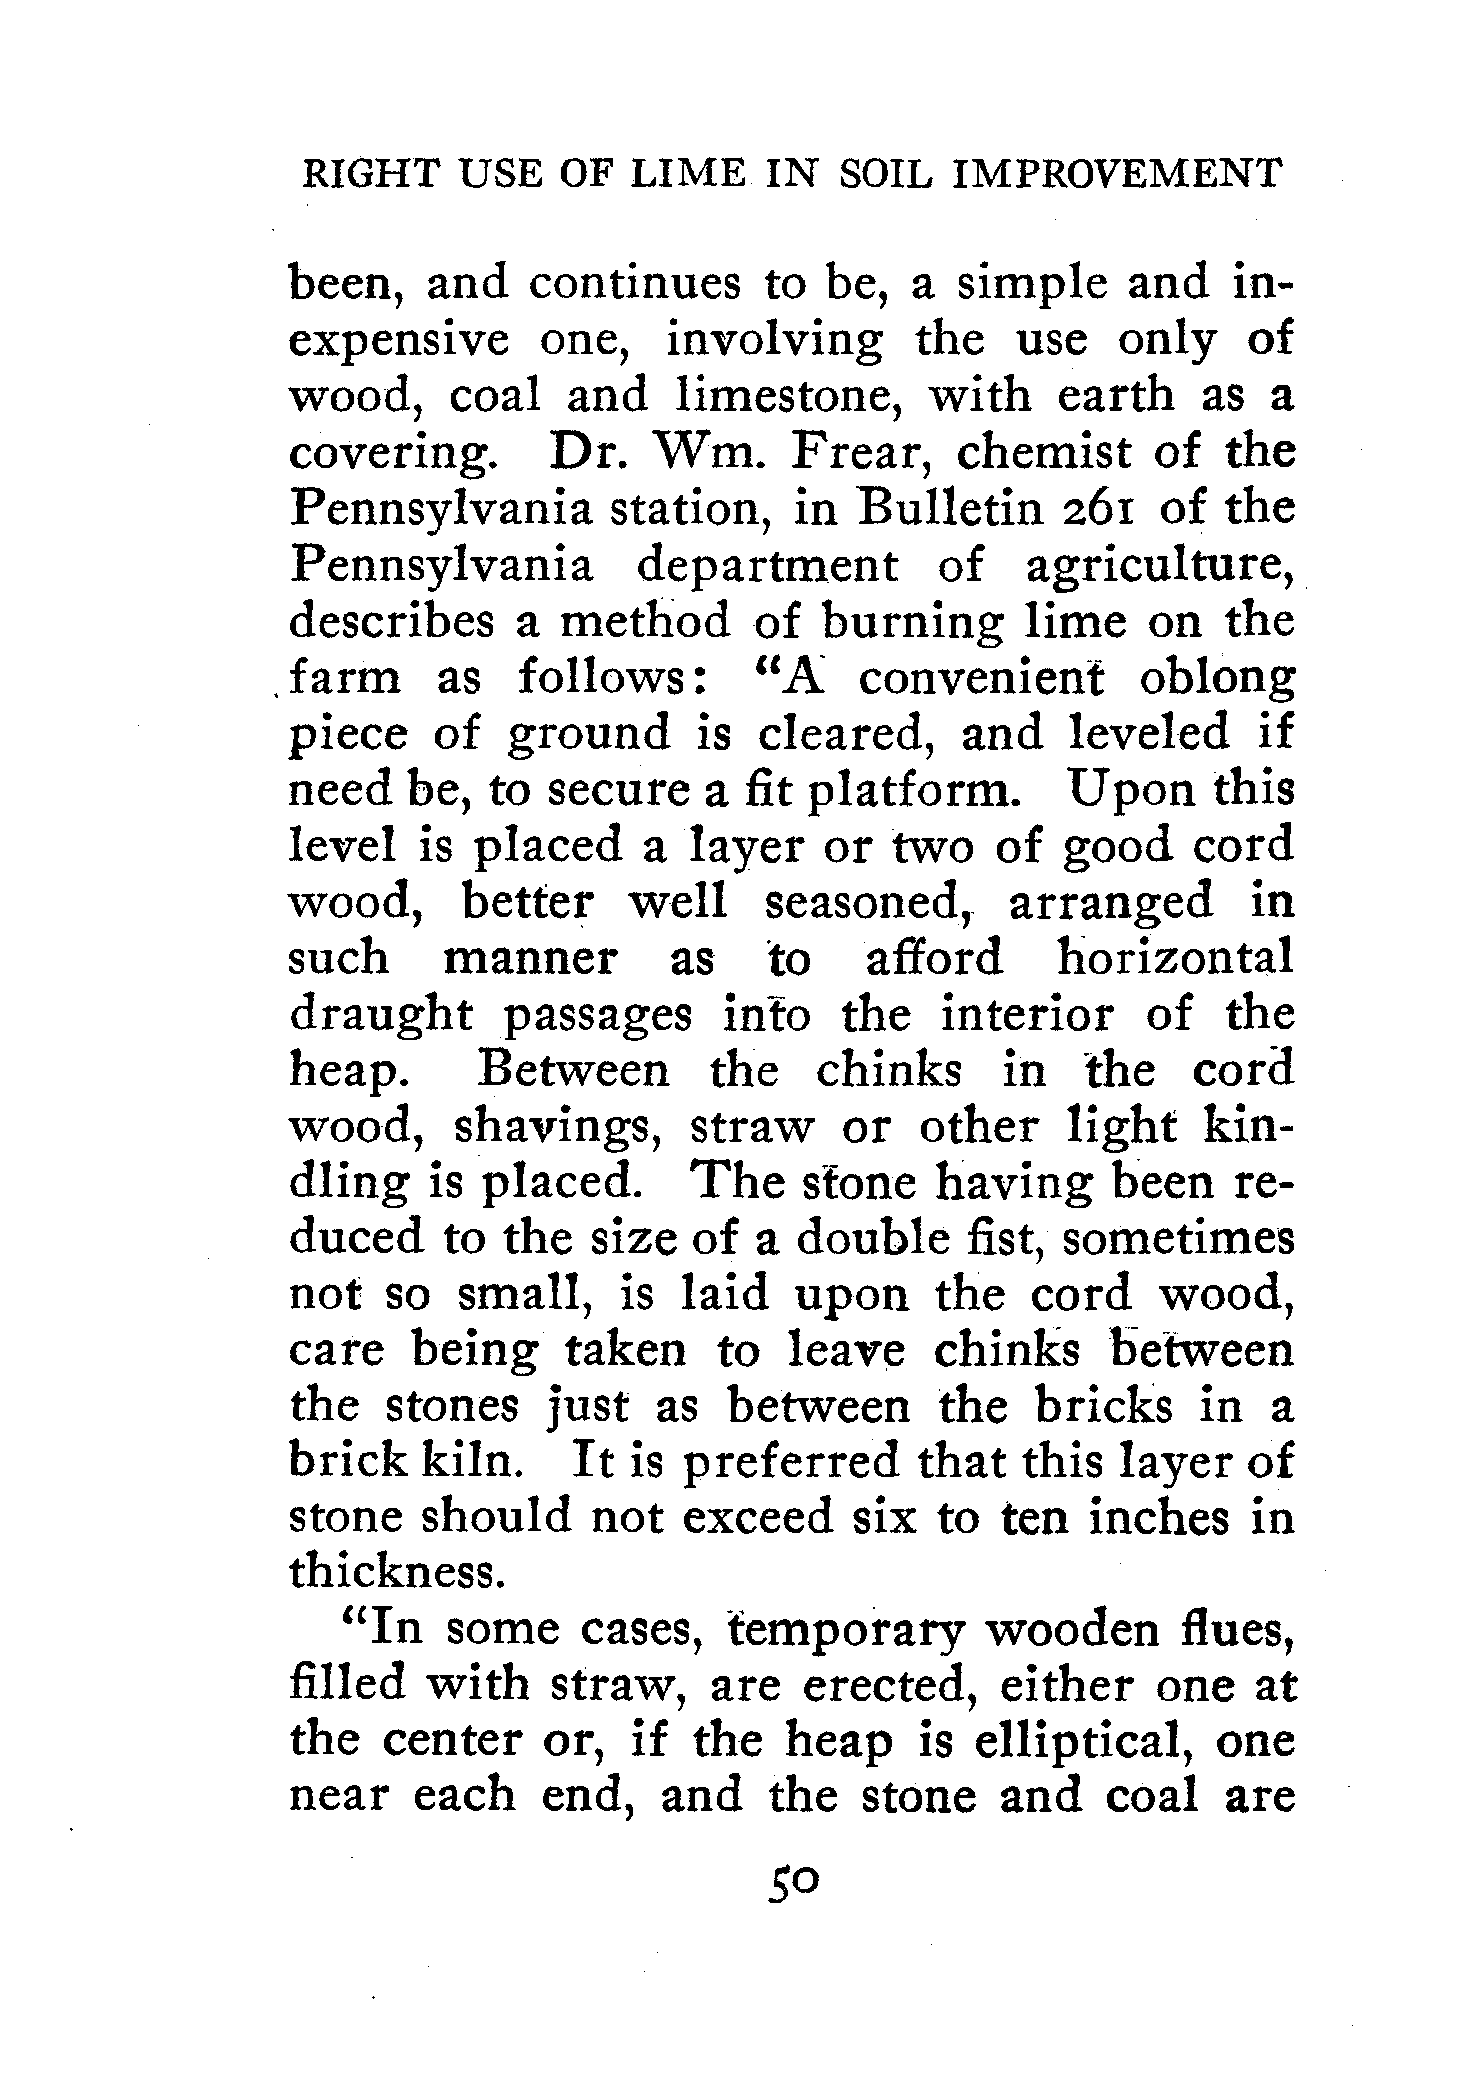 RIGHT USE OF LIME IN SOIL IMPROVEMENT
been, and continues to be, a simple and in-
expensive one, involving the use only of
wood, coal and limestone, with earth as a
covering. Dr. Wm. Frear, chemist of the
Pennsylvania station, in Bulletin 261 of the
Pennsylvania department of agriculture,
describes a method of burning lime on the
farm as follows: “A convenient oblong
piece of ground is cleared, and leveled if
need be, to secure a fit platform. Upon this
level is placed a layer or two of good cord
wood, better well seasoned, arranged in
such manner as to afford horizontal
draught passages into the interior of the
heap. Between the chinks in the cord
wood, shavings, straw or other light kin-
dling is placed. The stone having been re-
duced to the size of a double fist, sometimes
not so small, is laid upon the cord wood,
care being taken to leave chinks between
the stones just as between the bricks in a
brick kiln. It is preferred that this layer of
stone should not exceed six to ten inches in
thickness.
“In some cases, temporary wooden flues,
filled with straw, are erected, either one at
the center or, if the heap is elliptical, one
near each end, and the stone and coal are
50